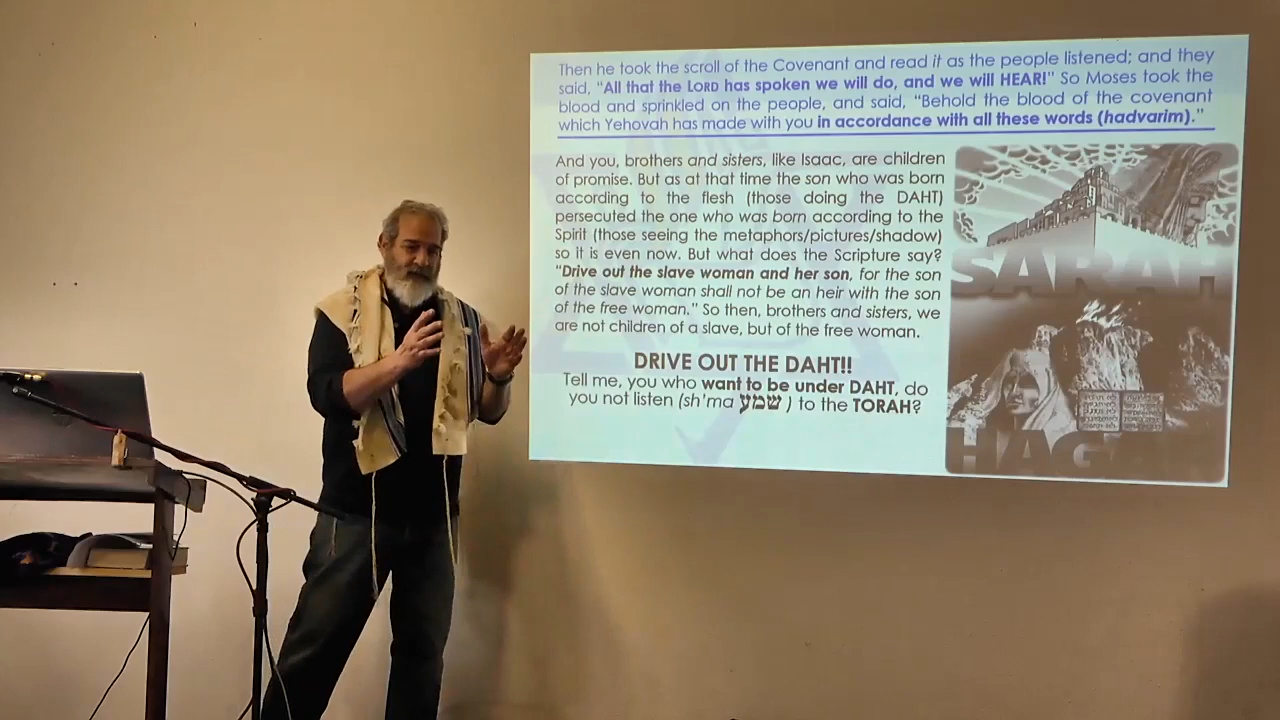 Then he took the scroll of the Covenant and read it as the people listened; and they
said, "All that the LORD has spoken we will do, and we will HEAR!" So Moses took the
blood and sprinkled on the people, and said, "Behold the blood of the covenant
which Yehovah has made with you in accordance with all these words (hadvarim)."
And you, brothers and sisters, like Isaac, are children
of promise. But as at that time the son who was born
according to the flesh (those doing the DAHT)
persecuted the one who was born according to the
Spirit (those seeing the metaphors/pictures/shadow)
so it is even now. But what does the Scripture say?
"Drive out the slave woman and her son, for the son
of the slave woman shall not be an heir with the son
of the free woman." So then, brothers and sisters, we
are not children of a slave, but of the free woman.
DRIVE OUT THE DAHT!!
Tell me, you who want to be under DAHT, do
you not listen (sh'ma שמע ) to the TORAH?
SARAH